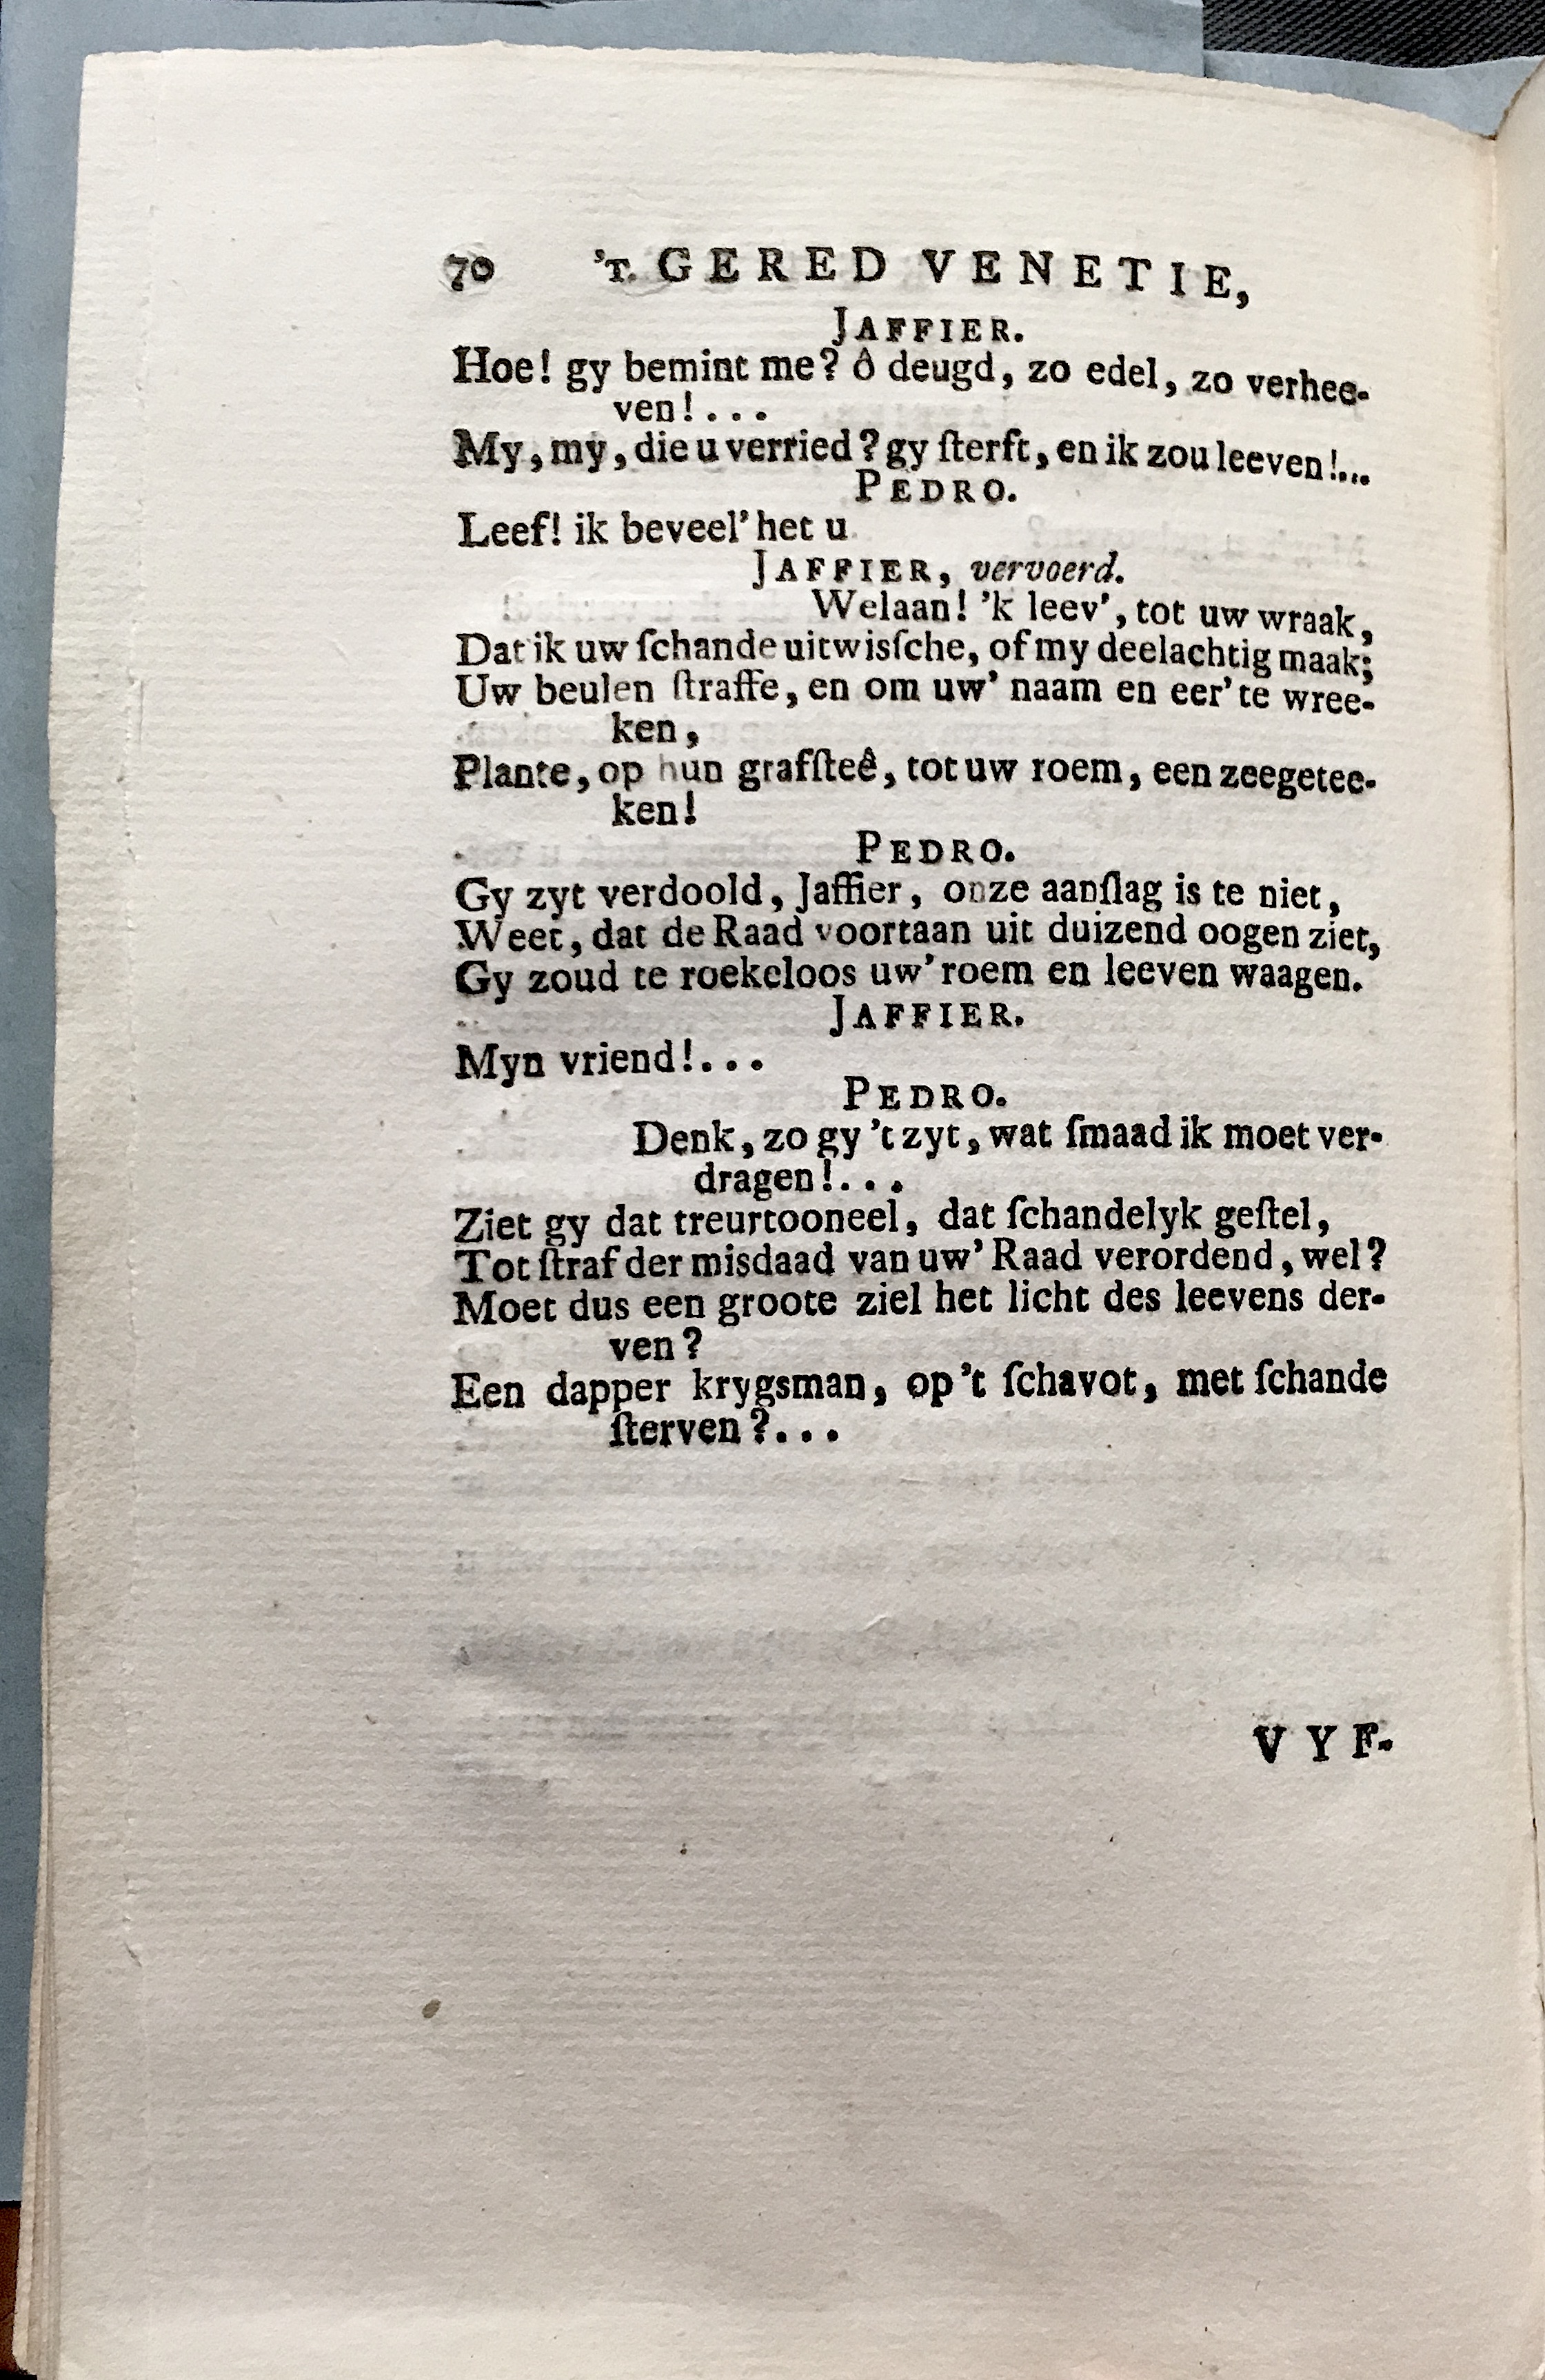 70 'T. GERED VENETIE,
JAFFIER.
Hoe! gy bemint me? ô deugd, zo edel, zo verhee-
ven!...
My, my, die u verried? gy ſterft, en ik zou leeven!...
PEDRO.
Leef! ik beveel' het u
JAFFIER, vervoerd.
Welaan! 'k leev', tot uw wraak,
Dat ik uw ſchande uitwisſche, of my deelachtig maak;
Uw beulen ſtraffe, en om uw' naam en eer' te wree-
ken,
Plante, op hun grafſteê, tot uw roem, een zeegetee-
ken!
PEDRO.
Gy zyt verdoold, Jaffier, onze aanſlag is te niet,
Weet, dat de Raad voortaan uit duizend oogen ziet,
Gy zoud te roekeloos uw' roem en leeven waagen.
JAFFIER.
Myn vriend!...
PEDRO.
Denk, zo gy 't zyt, wat ſmaad ik moet ver-
dragen!...
Ziet gy dat treurtooneel, dat ſchandelyk geſtel,
Tot ſtraf der misdaad van uw' Raad verordend, wel?
Moet dus een groote ziel het licht des leevens der-
ven?
Een dapper krygsman, op 't ſchavot, met ſchande
ſterven?...
VYF-